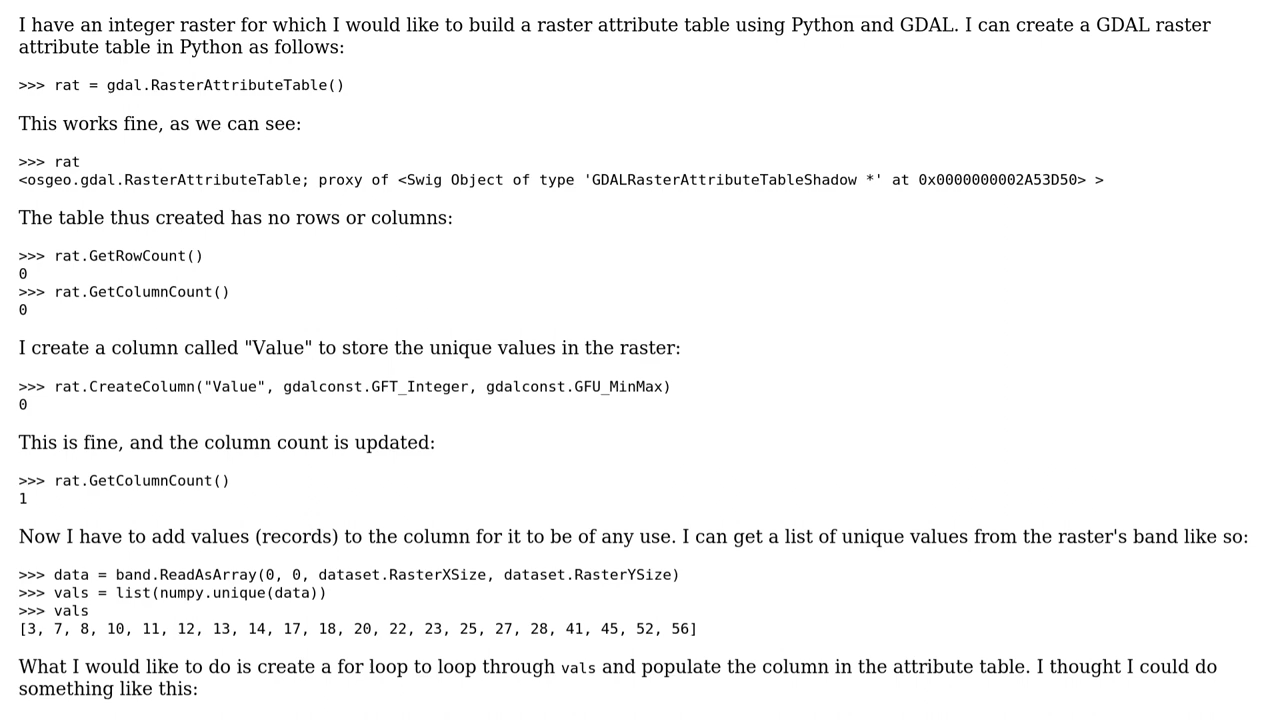 I have an integer raster for which I would like to build a raster attribute table using Python and GDAL. I can create a GDAL raster
attribute table in Python as follows:
>>> rat = gdal.RasterAttributeTable()
This works fine, as we can see:
>>> rat
<osgeo.gdal.RasterAttributeTable; proxy of <Swig Object of type 'GDALRasterAttributeTableShadow *' at 0x0000000002A53D50> >
The table thus created has no rows or columns:
>>> rat.GetRowCount()
0
>>> rat.GetColumnCount()
0
I create a column called "Value" to store the unique values in the raster:
>>> rat.CreateColumn("Value", gdalconst.GFT_Integer, gdalconst.GFU_MinMax)
0
This is fine, and the column count is updated:
>>> rat.GetColumnCount()
1
Now I have to add values (records) to the column for it to be of any use. I can get a list of unique values from the raster's band like so:
>>> data = band.ReadAsArray(0, 0, dataset.RasterXSize, dataset.RasterYSize)
>>> vals = list(numpy.unique(data))
>>> vals
[3, 7, 8, 10, 11, 12, 13, 14, 17, 18, 20, 22, 23, 25, 27, 28, 41, 45, 52, 56]
What I would like to do is create a for loop to loop through vals and populate the column in the attribute table. I thought I could do
something like this: